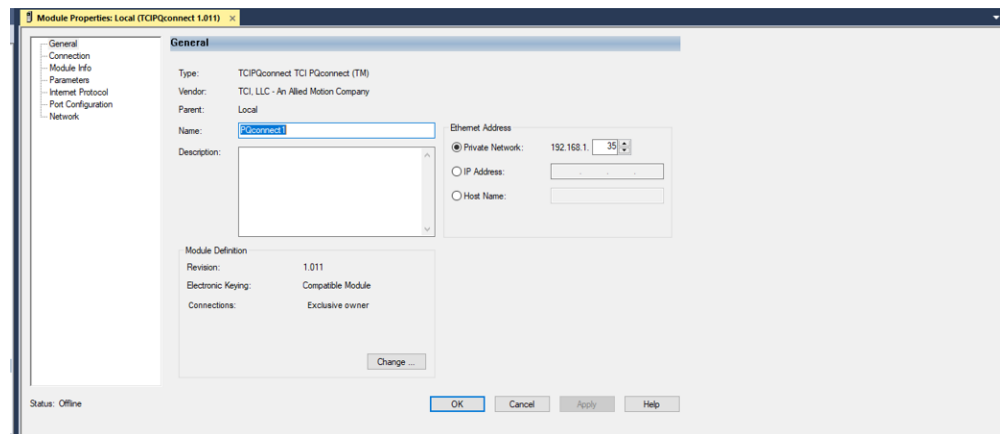 Module Properties: Local (TCIPQconnect 1.011) ×
General
Connection
Module Info
Parameters
Internet Protocol
Port Configuration
Network
General
Type: TCIPQconnect TCI PQconnect (TM)
Vendor: TCI, LLC - An Allied Motion Company
Parent: Local
Name: PQconnect1
Description:
Ethernet Address
Private Network: 192.168.1. 35
IP Address: . . .
Host Name:
Module Definition
Revision: 1.011
Electronic Keying: Compatible Module
Connections: Exclusive owner
Change ...
Status: Offline
OK Cancel Apply Help